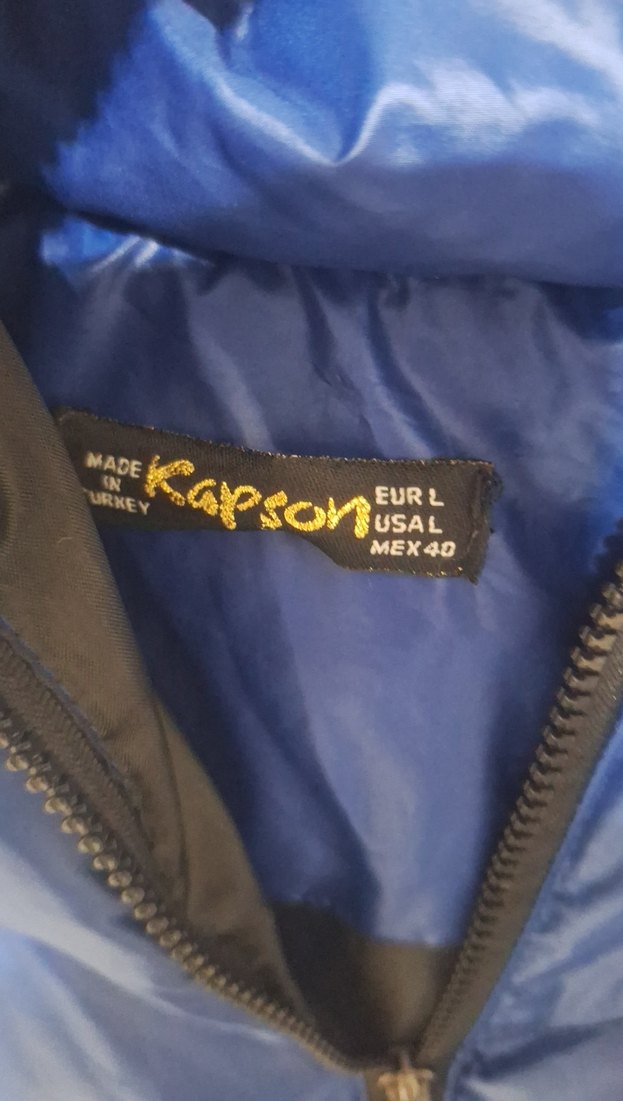 MADE
IN
TURKEY
Kapson
EUR L
USA L
MEX 40